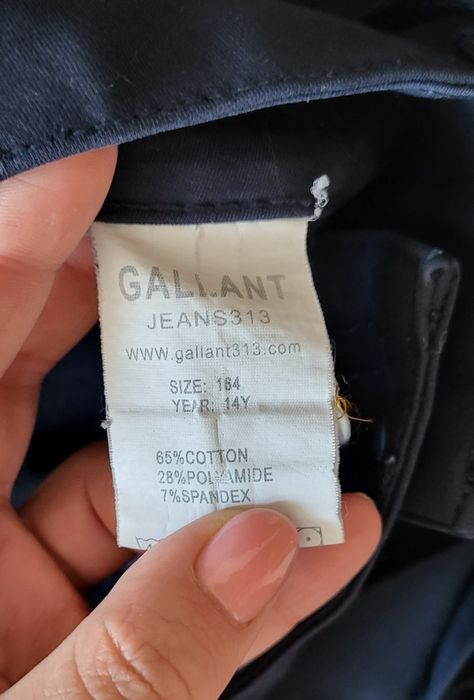 GALLANT
JEANS313
www.gallant313.com
SIZE: 164
YEAR: 14Y
65%COTTON
28%POLYAMIDE
7%SPANDEX